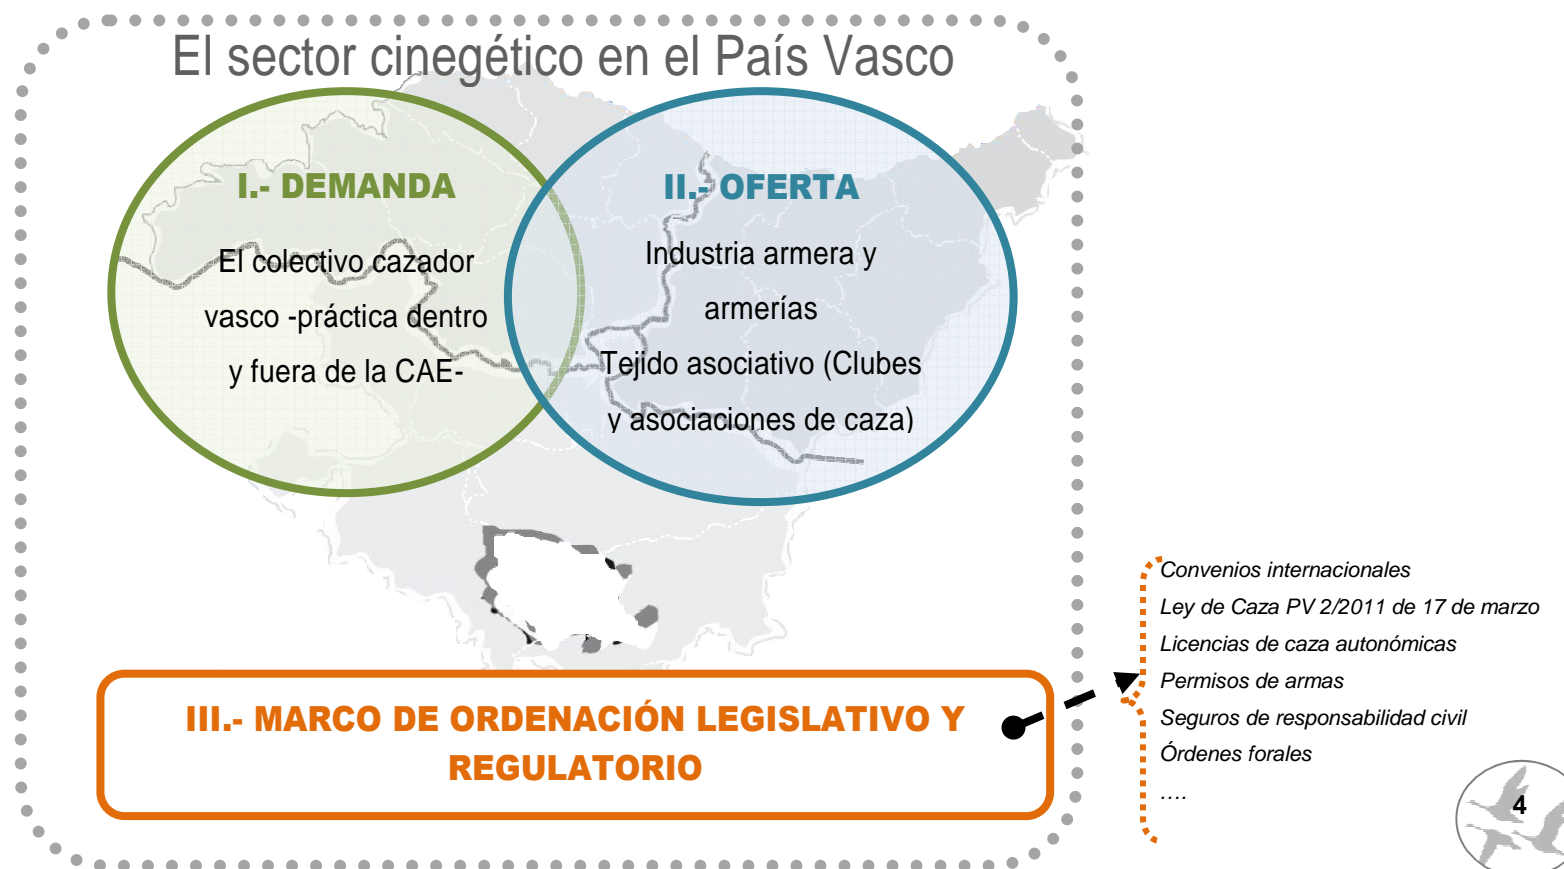 El sector cinegético en el País Vasco
I.- DEMANDA
El colectivo cazador
vasco -práctica dentro
y fuera de la CAE-
II.- OFERTA
Industria armera y
armerías
Tejido asociativo (Clubes
y asociaciones de caza)
III.- MARCO DE ORDENACIÓN LEGISLATIVO Y
REGULATORIO
Convenios internacionales
Ley de Caza PV 2/2011 de 17 de marzo
Licencias de caza autonómicas
Permisos de armas
Seguros de responsabilidad civil
Órdenes forales
….
4